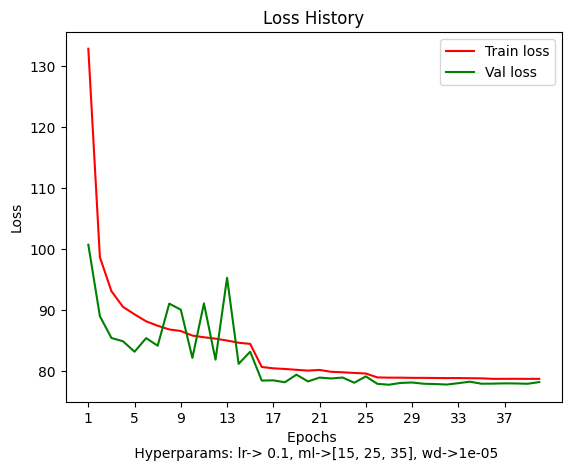 Loss History
Train loss
Val loss
Loss
130
120
110
100
90
80
1 5 9 13 17 21 25 29 33 37
Epochs
Hyperparams: lr-> 0.1, ml->[15, 25, 35], wd->1e-05